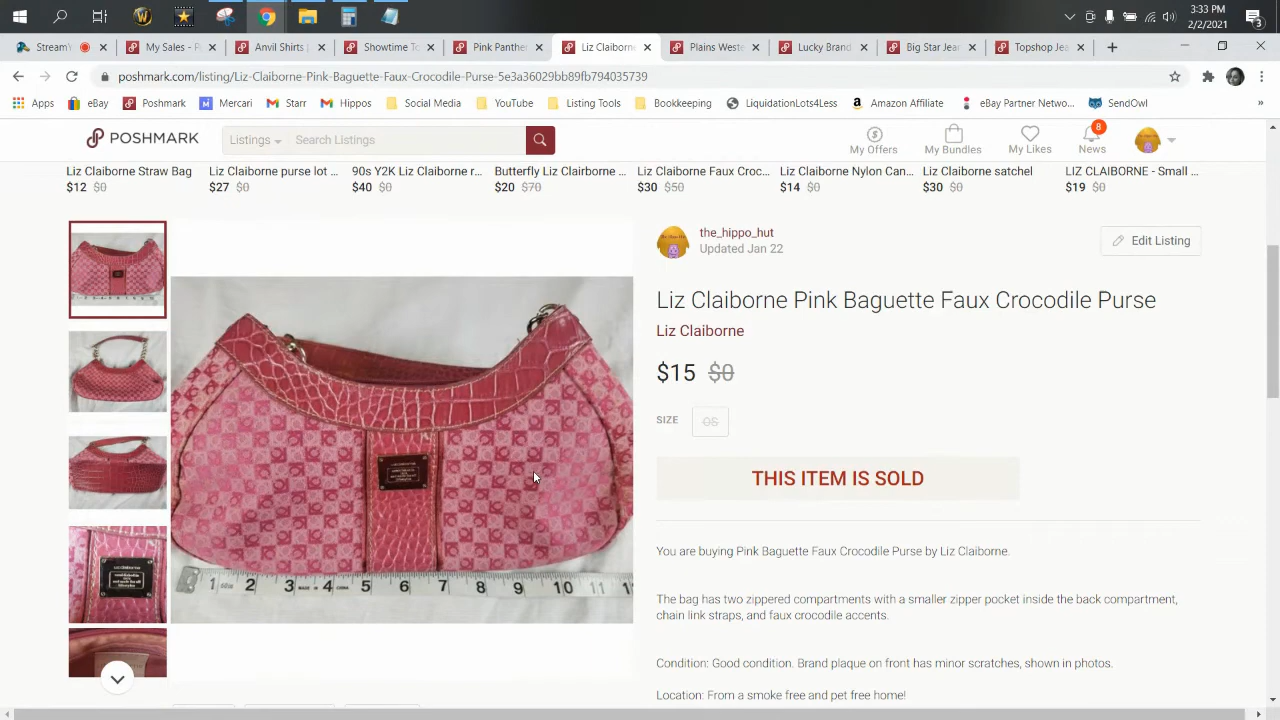 3:33 PM
2/2/2021
3
StreamY
My Sales - P
Anvil Shirts
Showtime To
Pink Panther
Liz Claiborne
Plains Weste
Lucky Brand
Big Star Jea
Topshop Jea
poshmark.com/listing/Liz-Claiborne-Pink-Baguette-Faux-Crocodile-Purse-5e3a36029bb89fb794035739
Apps eBay Poshmark Mercari Starr Hippos Social Media YouTube Listing Tools Bookkeeping LiquidationLots4Less Amazon Affiliate eBay Partner Netwo... SendOwl »
POSHMARK Listings Search Listings My Offers My Bundles My Likes 8 News
Liz Claiborne Straw Bag Liz Claiborne purse lot ... 90s Y2K Liz Claiborne r... Butterfly Liz Clairborne ... Liz Claiborne Faux Croc... Liz Claiborne Nylon Can... Liz Claiborne satchel LIZ CLAIBORNE - Small ...
$12 $0 $27 $0 $40 $0 $20 $70 $30 $50 $14 $0 $30 $0 $19 $0
the_hippo_hut
Updated Jan 22
Edit Listing
Liz Claiborne Pink Baguette Faux Crocodile Purse
Liz Claiborne
$15 $0
SIZE OS
THIS ITEM IS SOLD
You are buying Pink Baguette Faux Crocodile Purse by Liz Claiborne.
The bag has two zippered compartments with a smaller zipper pocket inside the back compartment,
chain link straps, and faux crocodile accents.
Condition: Good condition. Brand plaque on front has minor scratches, shown in photos.
Location: From a smoke free and pet free home!
1 2 3 4 5 6 7 8 9 10 11